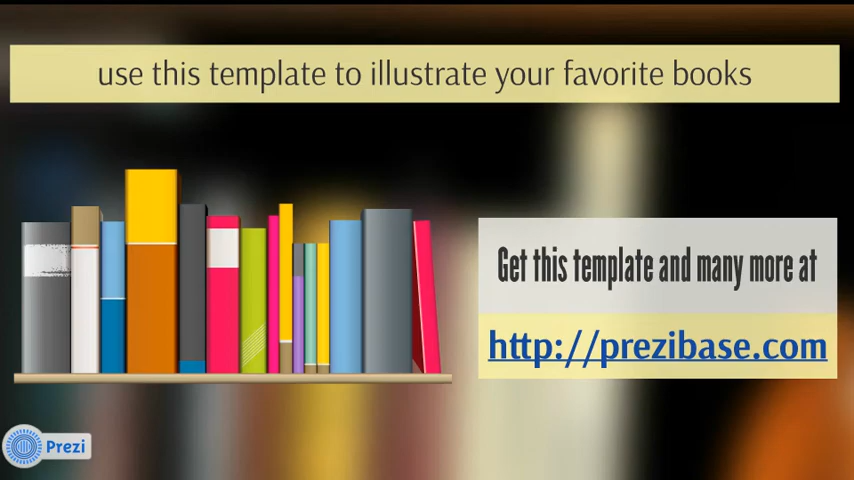 use this template to illustrate your favorite books
Get this template and many more at
http://prezibase.com
Prezi